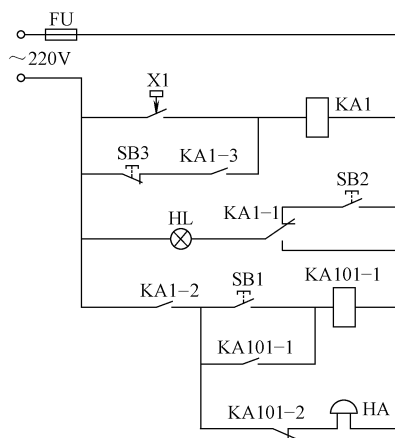 FU
～220V
X1
KA1
SB3
KA1-3
SB2
KA1-1
HL
KA101-1
KA1-2
SB1
KA101-1
KA101-2
HA